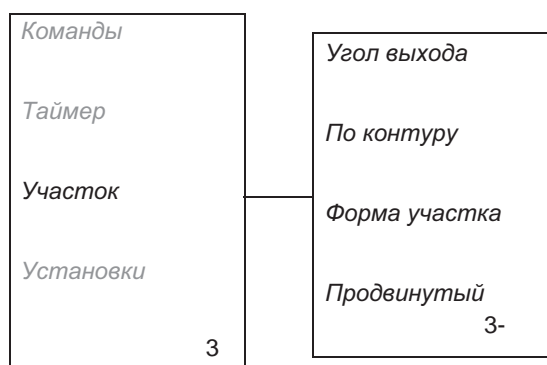 Команды
Таймер
Участок
Установки
3
Угол выхода
По контуру
Форма участка
Продвинутый
3-